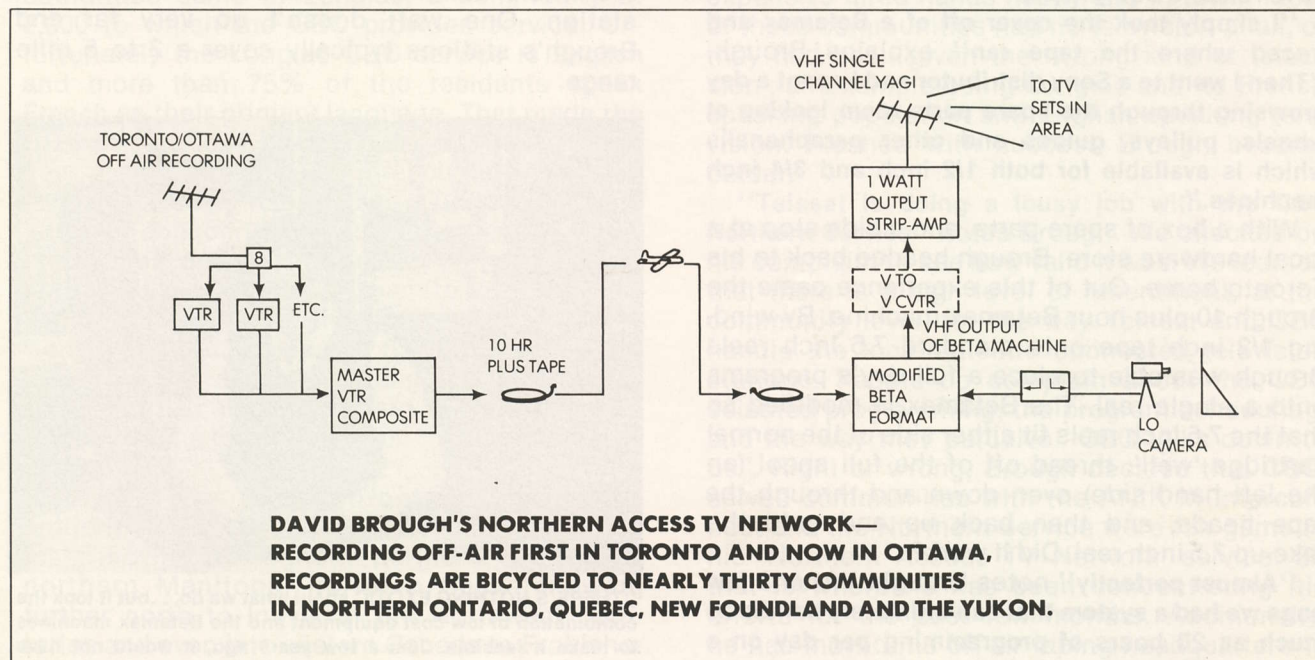 TORONTO/OTTAWA
OFF AIR RECORDING
8
VTR
VTR
ETC.
MASTER
VTR
COMPOSITE
10 HR
PLUS TAPE
VHF SINGLE
CHANNEL YAGI
TO TV
SETS IN
AREA
1 WATT
OUTPUT
STRIP-AMP
V TO
V CVTR
VHF OUTPUT
OF BETA MACHINE
MODIFIED
BETA
FORMAT
LO
CAMERA
DAVID BROUGH'S NORTHERN ACCESS TV NETWORK —
RECORDING OFF-AIR FIRST IN TORONTO AND NOW IN OTTAWA,
RECORDINGS ARE BICYCLED TO NEARLY THIRTY COMMUNITIES
IN NORTHERN ONTARIO, QUEBEC, NEW FOUNDLAND AND THE YUKON.